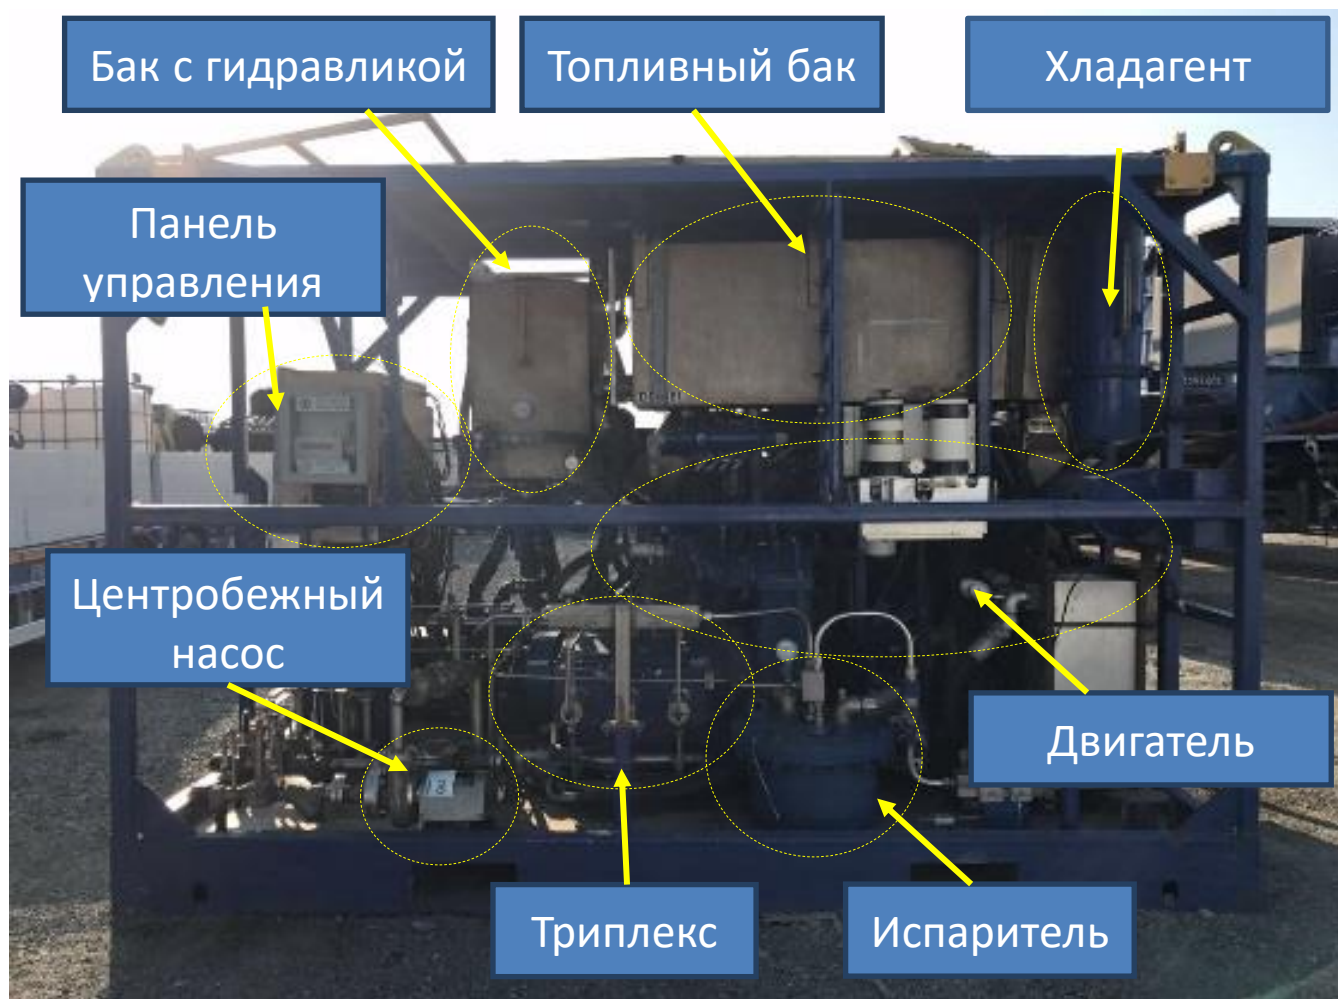 Бак с гидравликой
Топливный бак
Хладагент
Панель
управления
Центробежный
насос
Двигатель
Триплекс
Испаритель